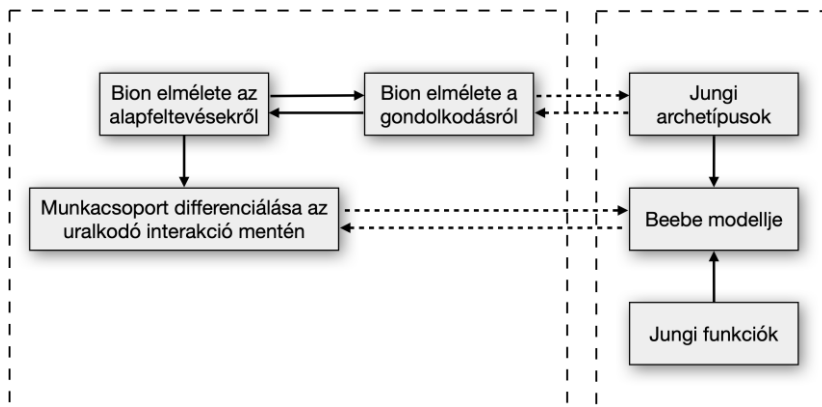 Bion elmélete az
alapfeltevésekről
Bion elmélete a
gondolkodásról
Jungi
archetípusok
Munkacsoport differenciálása az
uralkodó interakció mentén
Beebe modellje
Jungi funkciók